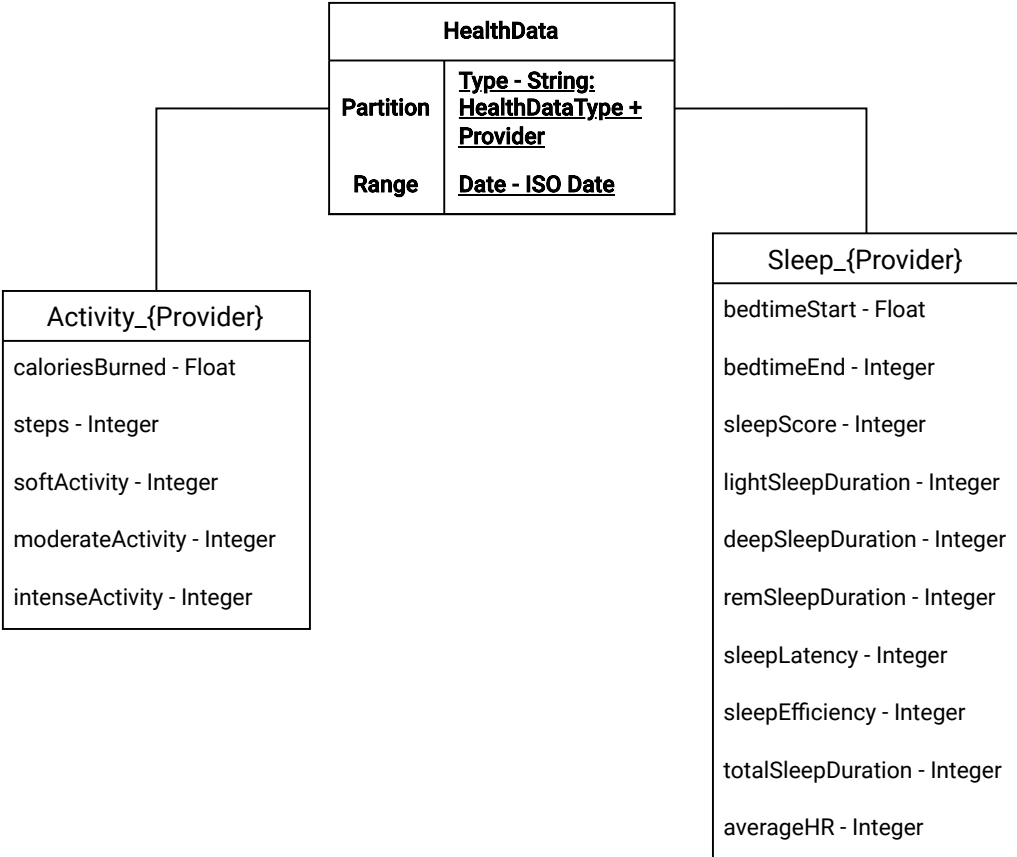 HealthData
Partition
Type - String:
HealthDataType +
Provider
Range
Date - ISO Date
Activity_{Provider}
caloriesBurned - Float
steps - Integer
softActivity - Integer
moderateActivity - Integer
intenseActivity - Integer
Sleep_{Provider}
bedtimeStart - Float
bedtimeEnd - Integer
sleepScore - Integer
lightSleepDuration - Integer
deepSleepDuration - Integer
remSleepDuration - Integer
sleepLatency - Integer
sleepEfficiency - Integer
totalSleepDuration - Integer
averageHR - Integer